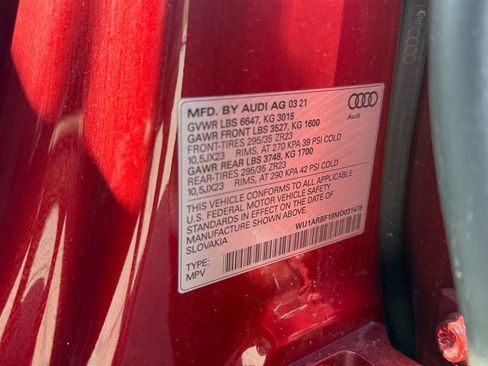 MFD. BY AUDI AG 03 21
GVWR LBS 6647, KG 3015
GAWR FRONT LBS 3527, KG 1600
FRONT-TIRES 295/35 ZR23
10,5JX23 RIMS, AT 270 KPA 39 PSI COLD
GAWR REAR LBS 3748, KG 1700
REAR-TIRES 295/35 ZR23
10,5JX23 RIMS, AT 290 KPA 42 PSI COLD
THIS VEHICLE CONFORMS TO ALL APPLICABLE
U.S. FEDERAL MOTOR VEHICLE SAFETY
STANDARDS IN EFFECT ON THE DATE OF
MANUFACTURE SHOWN ABOVE.
SLOVAKIA
WU1ARBF19MD031478
TYPE:
MPV
Audi